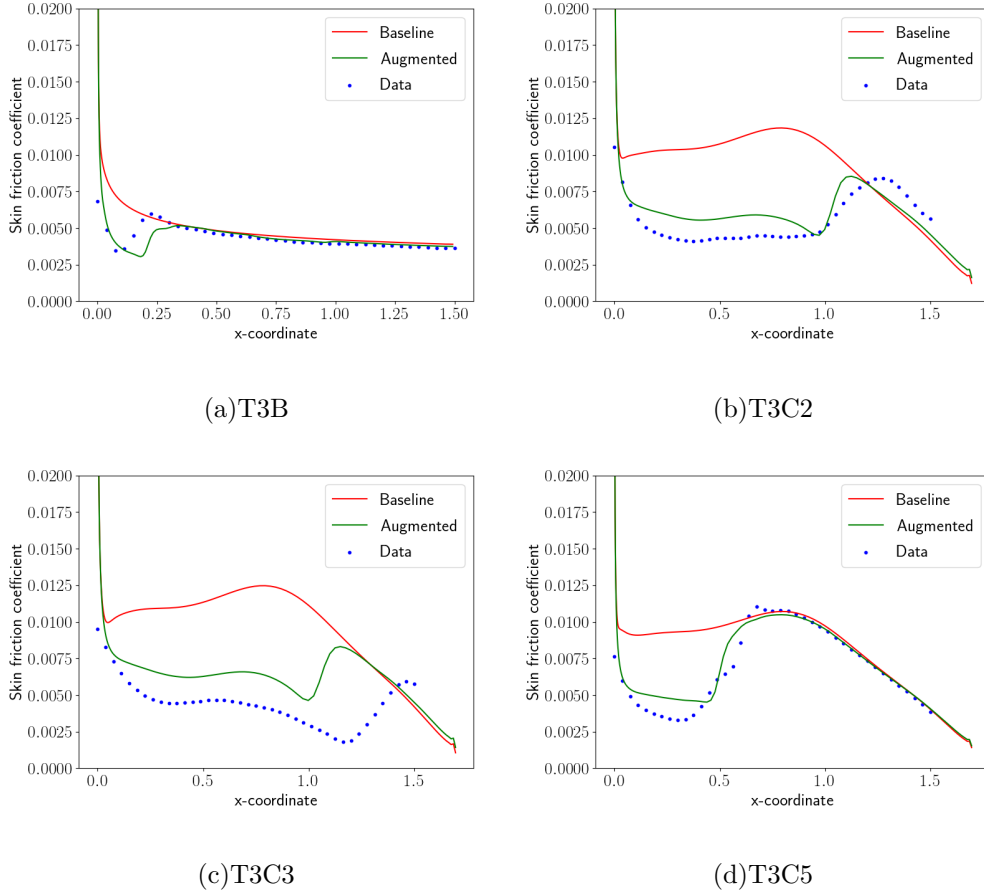 0.0200
0.0175
0.0150
0.0125
0.0100
0.0075
0.0050
0.0025
0.0000
Skin friction coefficient
Baseline
Augmented
Data
0.00 0.25 0.50 0.75 1.00 1.25 1.50
x-coordinate
(a)T3B
0.0200
0.0175
0.0150
0.0125
0.0100
0.0075
0.0050
0.0025
0.0000
Skin friction coefficient
Baseline
Augmented
Data
0.0 0.5 1.0 1.5
x-coordinate
(b)T3C2
0.0200
0.0175
0.0150
0.0125
0.0100
0.0075
0.0050
0.0025
0.0000
Skin friction coefficient
Baseline
Augmented
Data
0.0 0.5 1.0 1.5
x-coordinate
(c)T3C3
0.0200
0.0175
0.0150
0.0125
0.0100
0.0075
0.0050
0.0025
0.0000
Skin friction coefficient
Baseline
Augmented
Data
0.0 0.5 1.0 1.5
x-coordinate
(d)T3C5